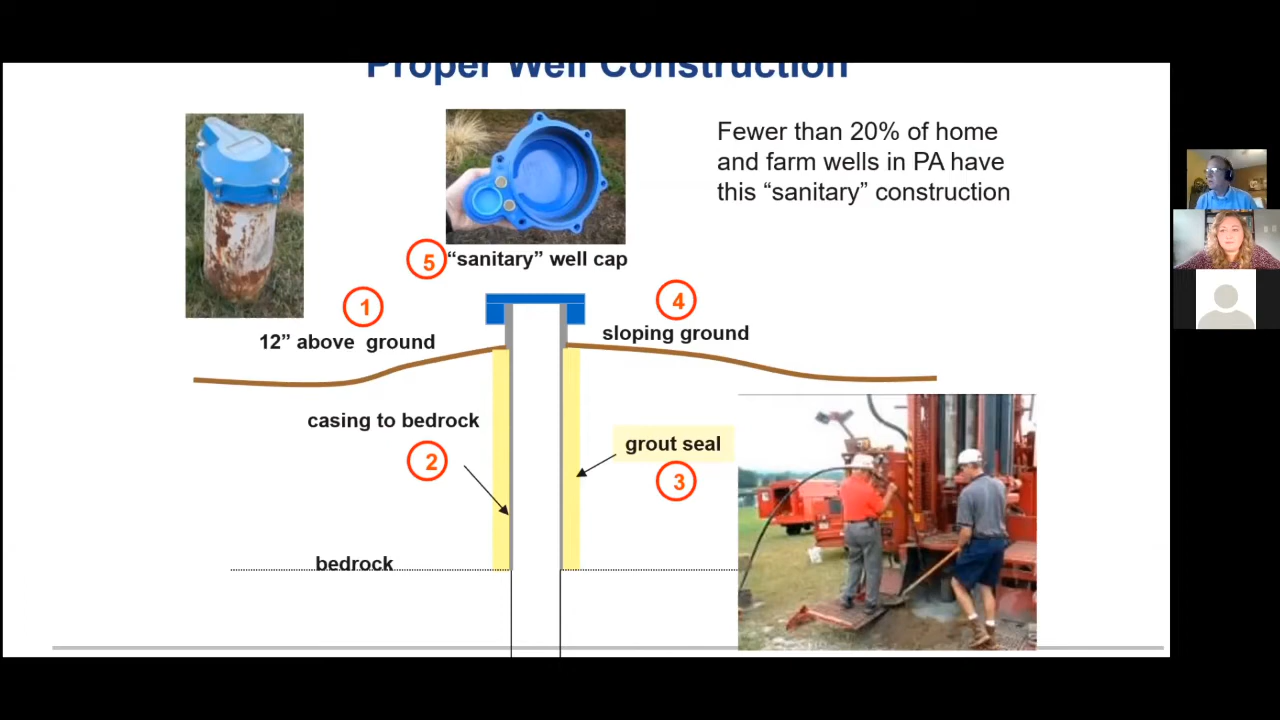 Proper Well Construction
Fewer than 20% of home
and farm wells in PA have
this “sanitary” construction
5 “sanitary” well cap
1
12” above ground
4
sloping ground
casing to bedrock
2
grout seal
3
bedrock